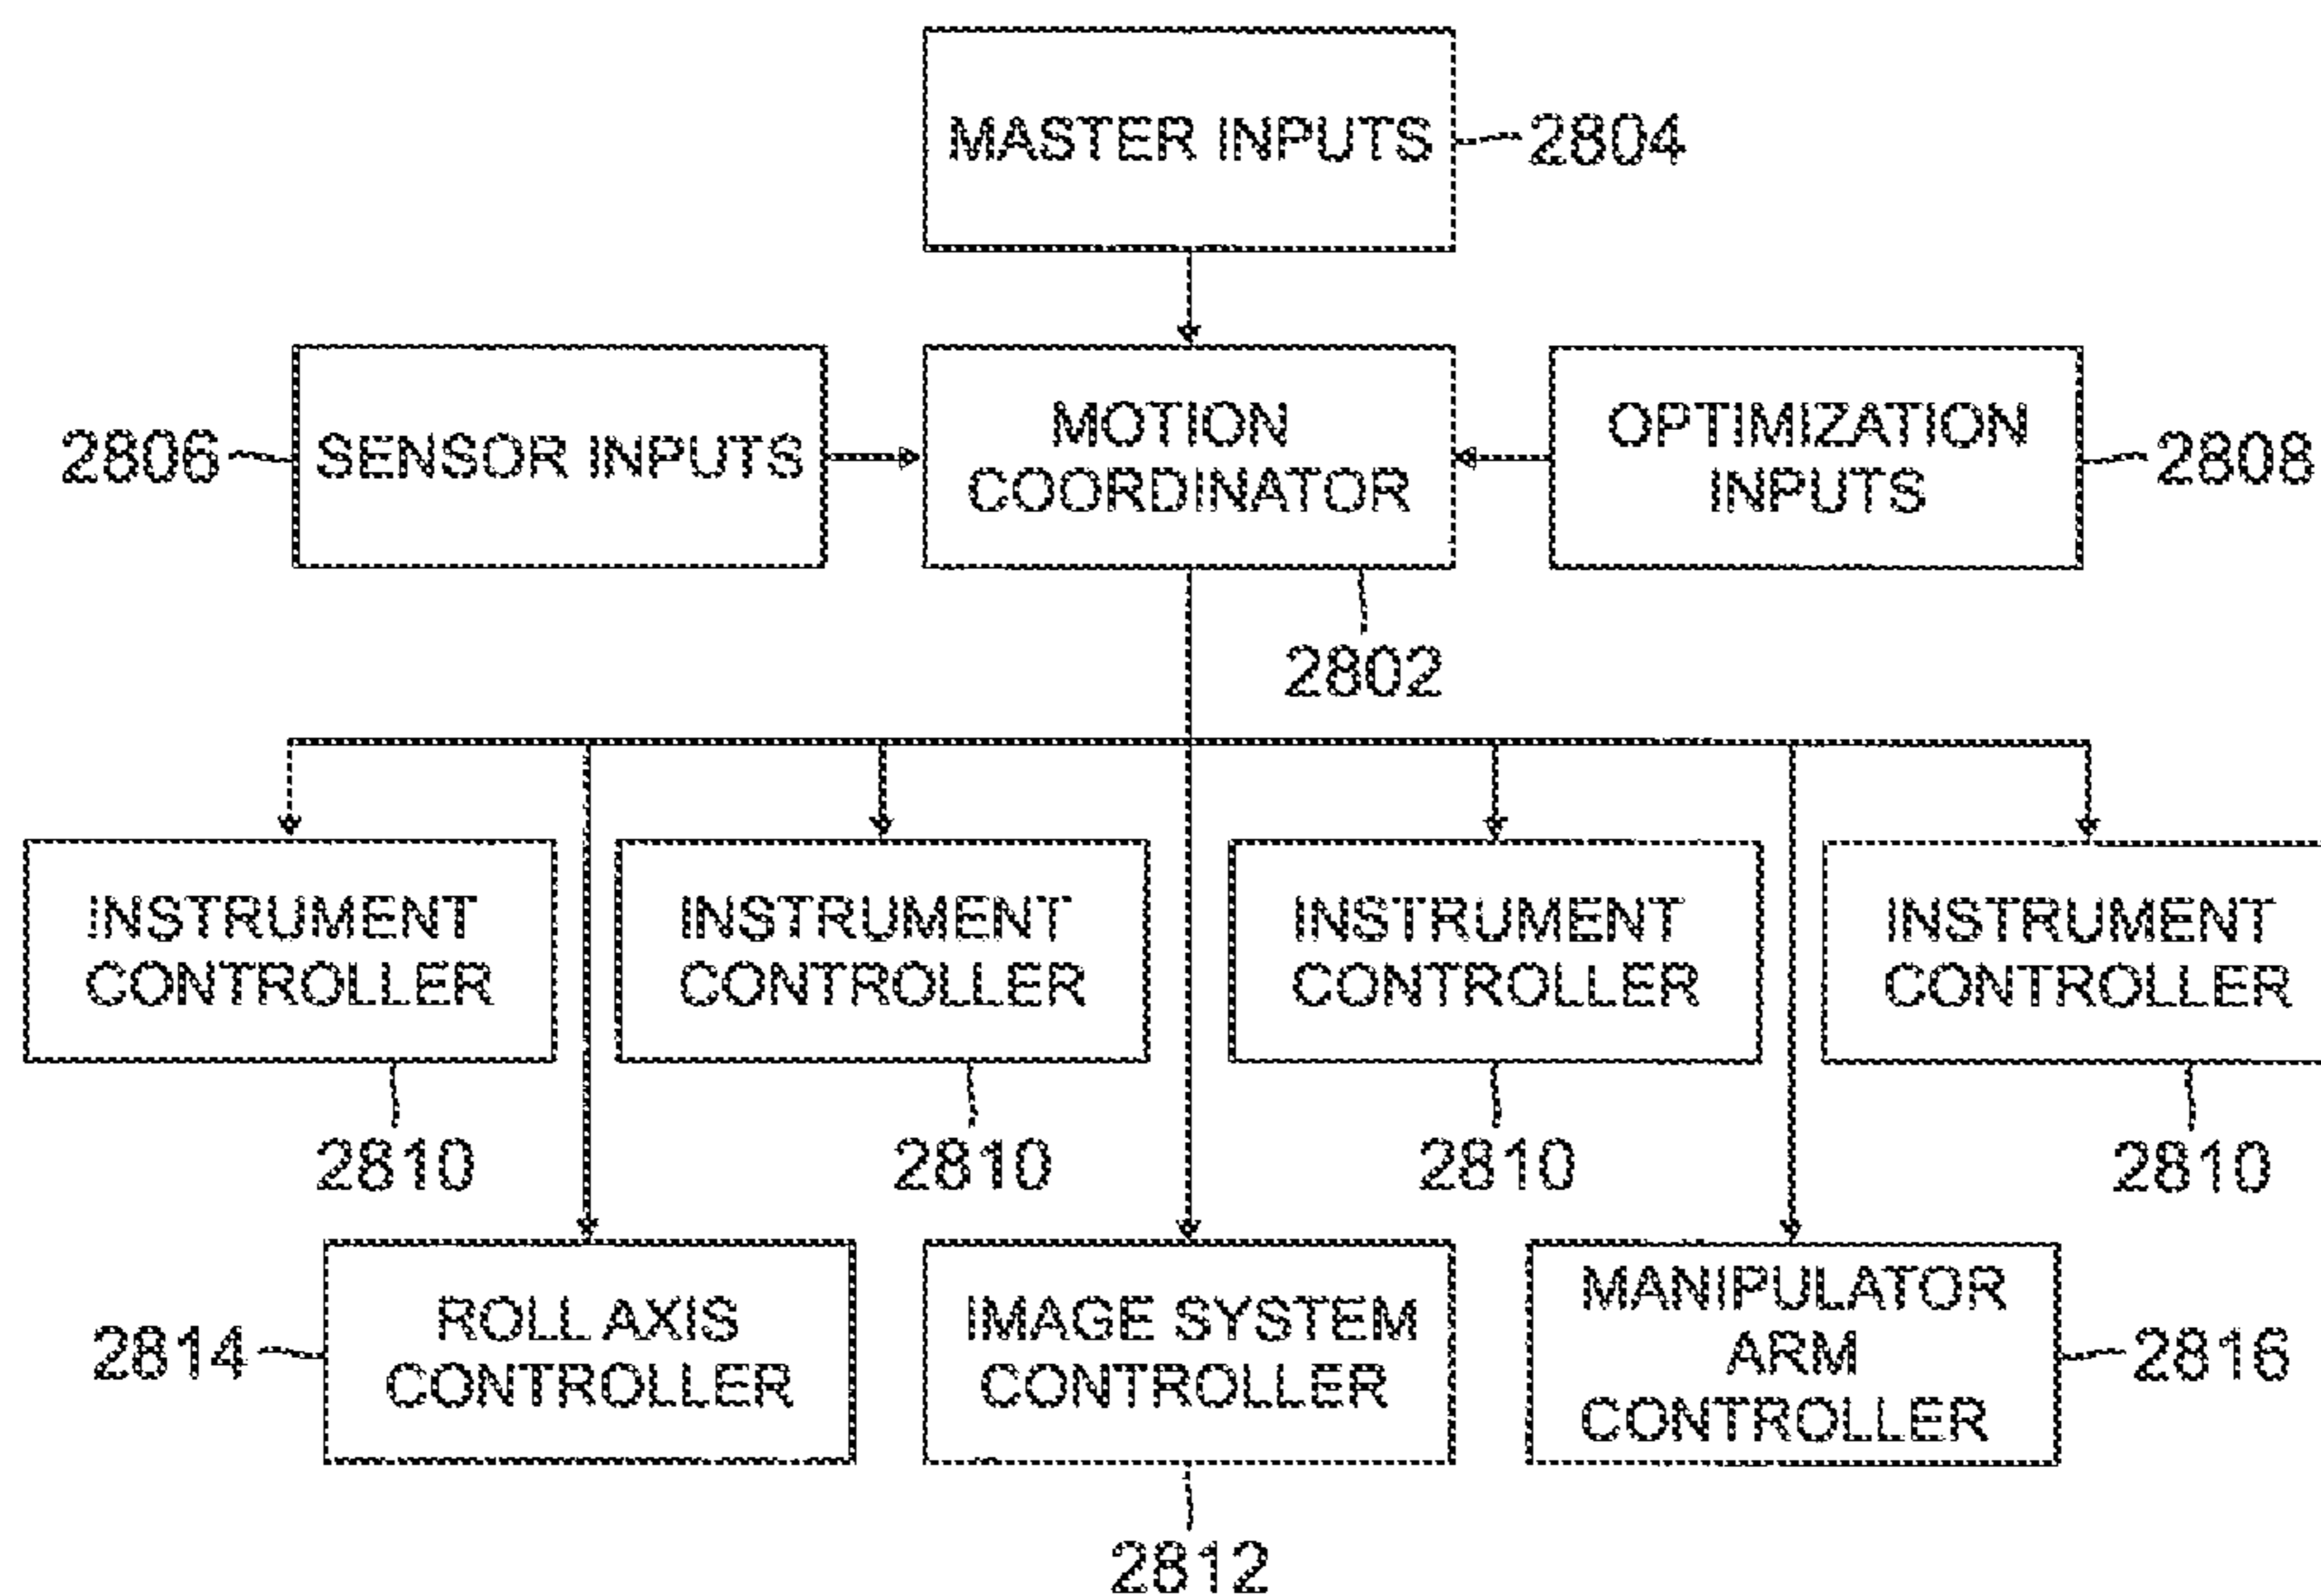 MASTER INPUTS
2804
2806
SENSOR INPUTS
MOTION
COORDINATOR
OPTIMIZATION
INPUTS
2808
2802
INSTRUMENT
CONTROLLER
INSTRUMENT
CONTROLLER
INSTRUMENT
CONTROLLER
INSTRUMENT
CONTROLLER
2810
2810
2810
2810
2814
ROLL AXIS
CONTROLLER
IMAGE SYSTEM
CONTROLLER
MANIPULATOR
ARM
CONTROLLER
2816
2812